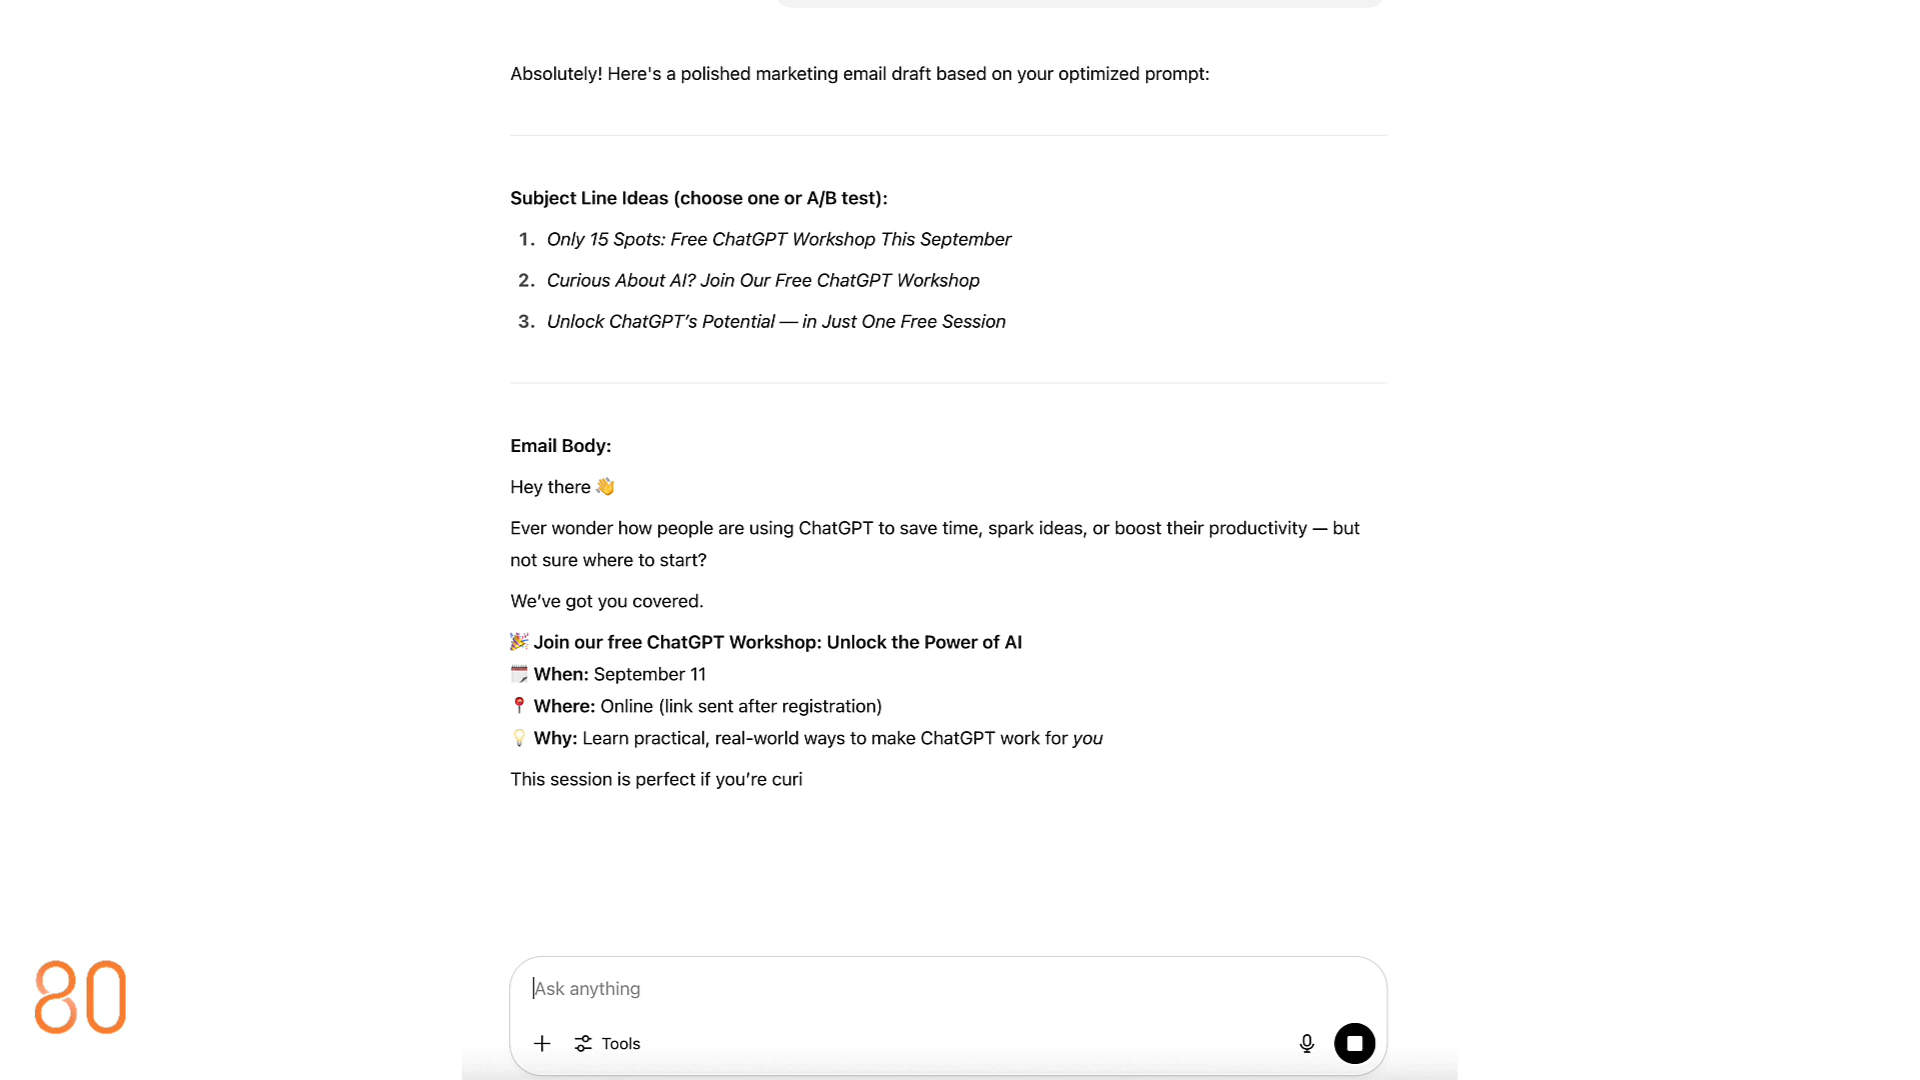 Absolutely! Here's a polished marketing email draft based on your optimized prompt:
Subject Line Ideas (choose one or A/B test):
1. Only 15 Spots: Free ChatGPT Workshop This September
2. Curious About AI? Join Our Free ChatGPT Workshop
3. Unlock ChatGPT’s Potential — in Just One Free Session
Email Body:
Hey there 👋
Ever wonder how people are using ChatGPT to save time, spark ideas, or boost their productivity — but
not sure where to start?
We’ve got you covered.
🎉 Join our free ChatGPT Workshop: Unlock the Power of AI
🗓️ When: September 11
📍 Where: Online (link sent after registration)
💡 Why: Learn practical, real-world ways to make ChatGPT work for you
This session is perfect if you’re curi
Ask anything
Tools
80